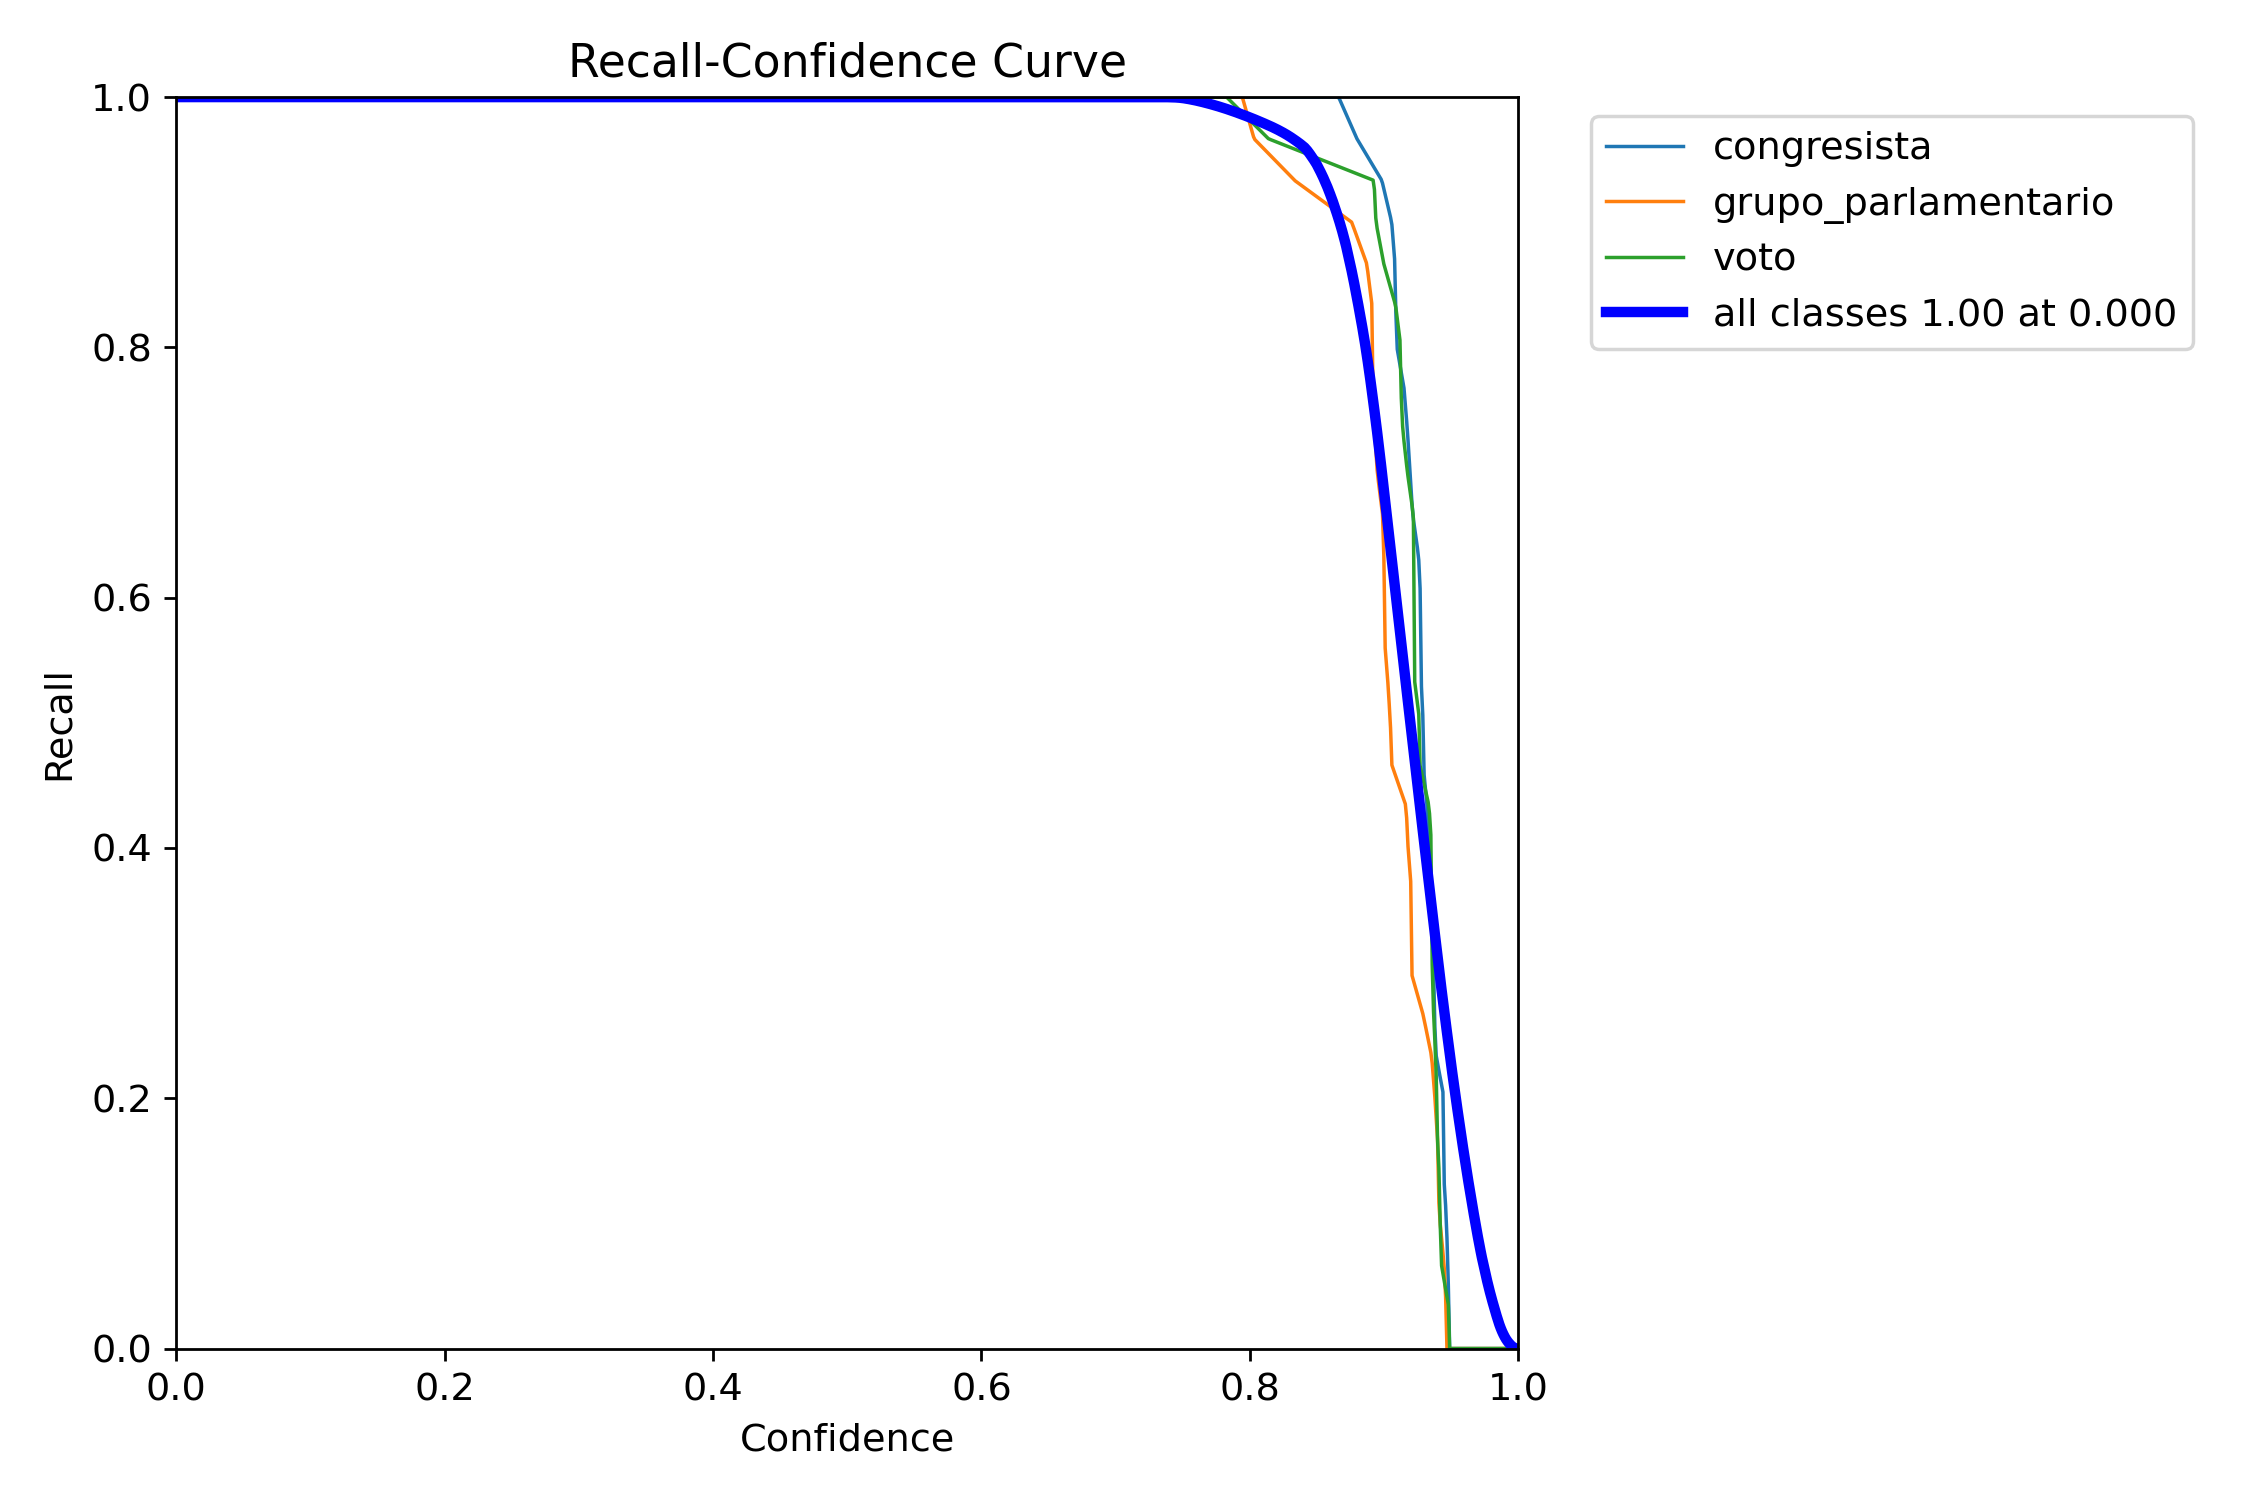 Recall-Confidence Curve
1.0
0.8
0.6
0.4
0.2
0.0
Recall
0.0 0.2 0.4 0.6 0.8 1.0
Confidence
congresista
grupo_parlamentario
voto
all classes 1.00 at 0.000